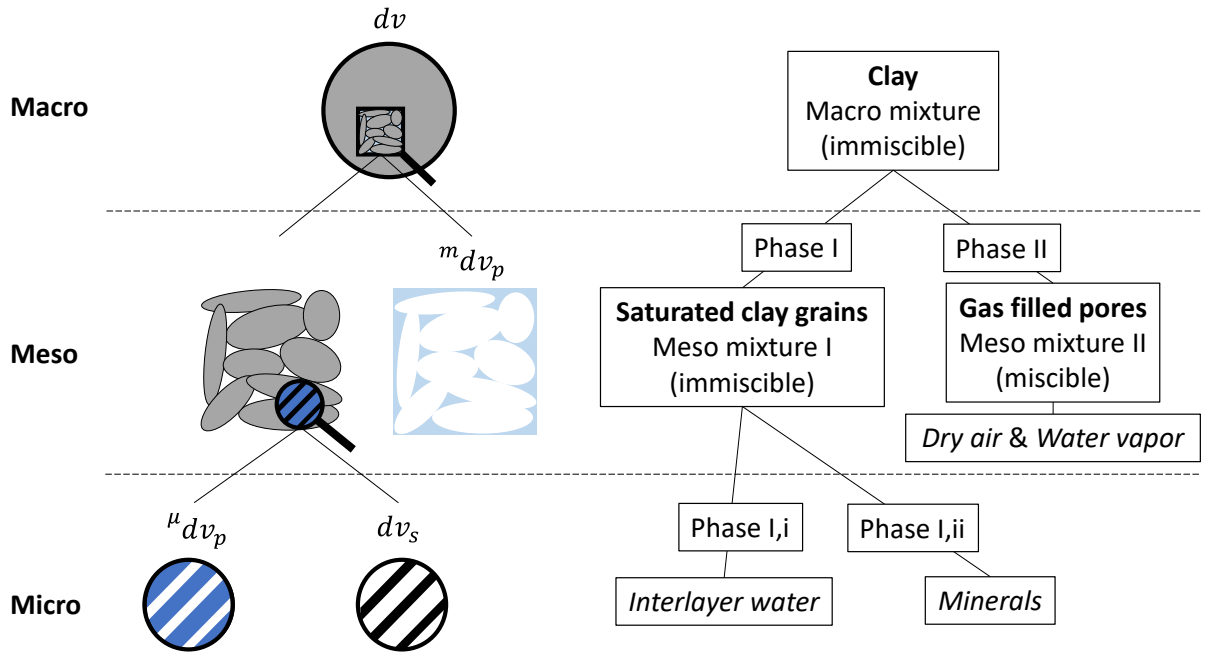 dv
Macro
Clay
Macro mixture
(immiscible)
ᵐdvₚ
Phase I
Phase II
Meso
Saturated clay grains
Meso mixture I
(immiscible)
Gas filled pores
Meso mixture II
(miscible)
Dry air & Water vapor
Micro
ᵘdvₚ
dvₛ
Phase I,i
Phase I,ii
Interlayer water
Minerals